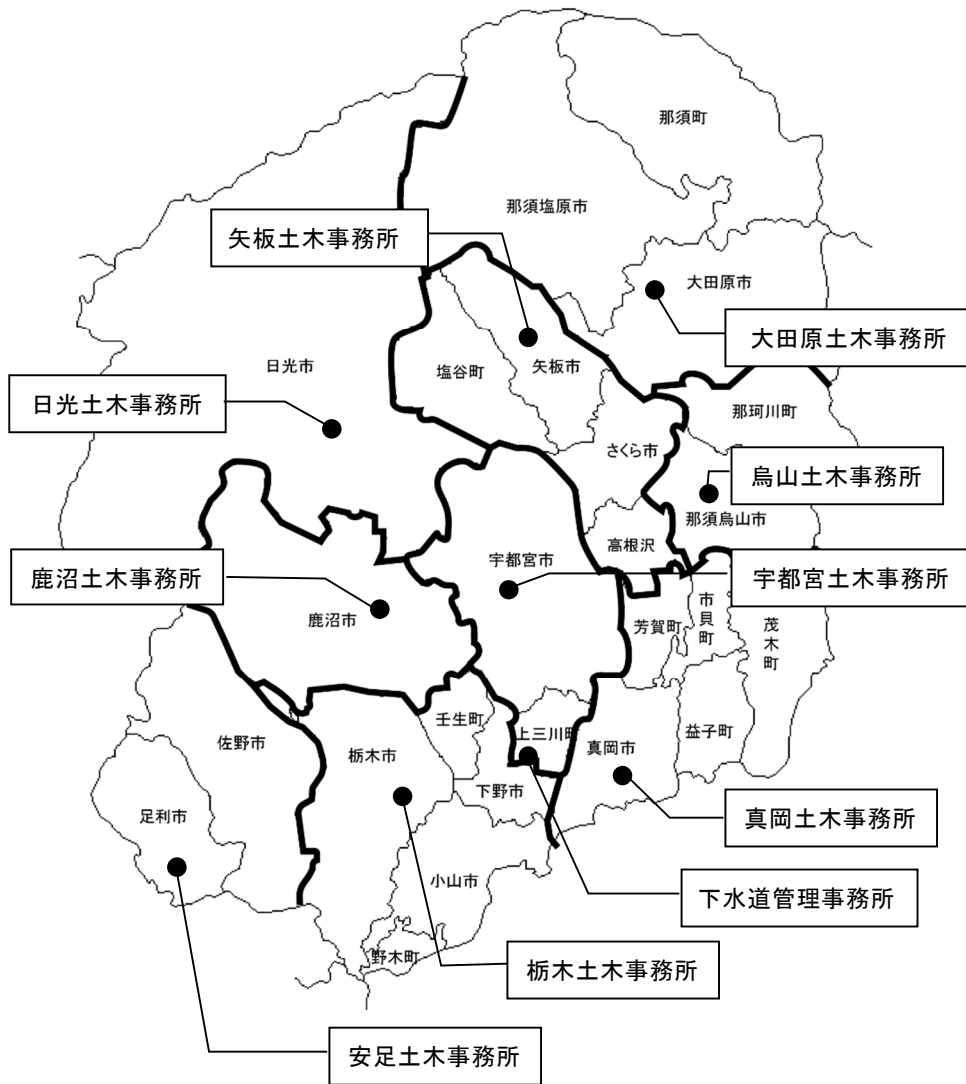 那須町
那須塩原市
矢板土木事務所
大田原市
大田原土木事務所
日光市
塩谷町
矢板市
日光土木事務所
那珂川町
さくら市
烏山土木事務所
那須烏山市
高根沢
宇都宮市
鹿沼土木事務所
宇都宮土木事務所
鹿沼市
芳賀町
市貝町
茂木町
壬生町
上三川町
益子町
佐野市
栃木市
真岡市
下野市
足利市
真岡土木事務所
小山市
下水道管理事務所
野木町
栃木土木事務所
安足土木事務所